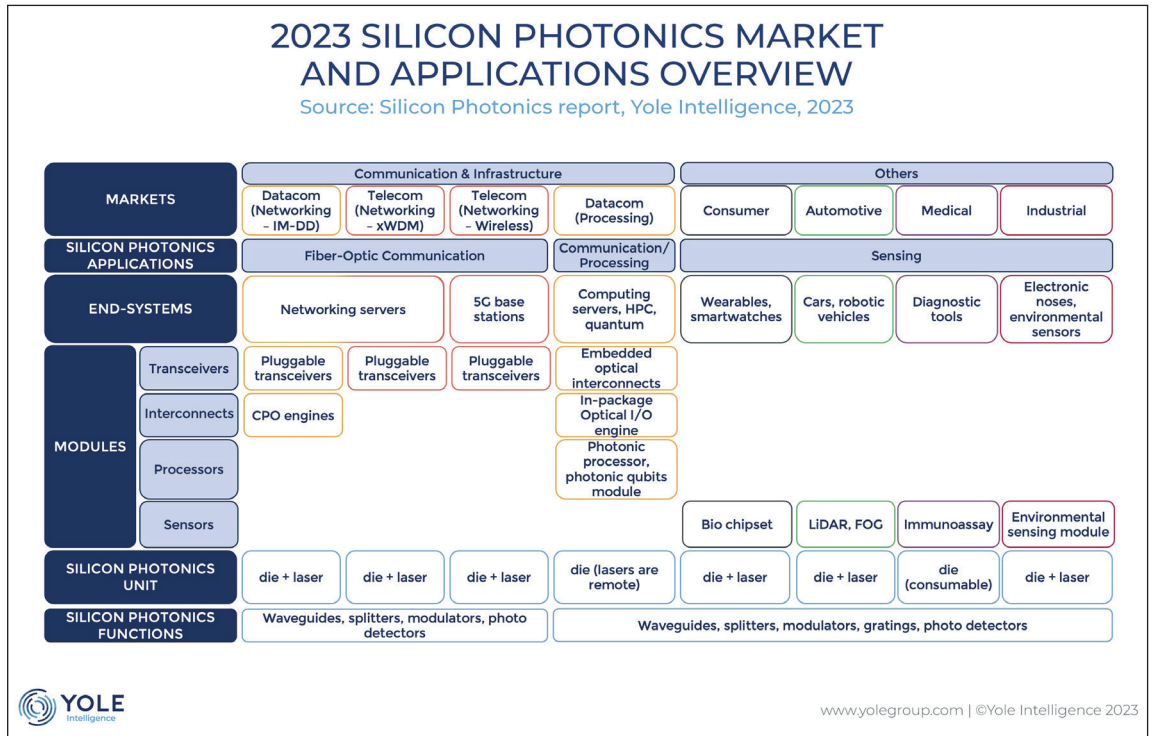 2023 SILICON PHOTONICS MARKET
AND APPLICATIONS OVERVIEW
Source: Silicon Photonics report, Yole Intelligence, 2023
MARKETS
Communication & Infrastructure
Others
Datacom
(Networking
– IM-DD)
Telecom
(Networking
– xWDM)
Telecom
(Networking
– Wireless)
Datacom
(Processing)
Consumer
Automotive
Medical
Industrial
SILICON PHOTONICS
APPLICATIONS
Fiber-Optic Communication
Communication/
Processing
Sensing
END-SYSTEMS
Networking servers
5G base
stations
Computing
servers, HPC,
quantum
Wearables,
smartwatches
Cars, robotic
vehicles
Diagnostic
tools
Electronic
noses,
environmental
sensors
MODULES
Transceivers
Pluggable
transceivers
Pluggable
transceivers
Pluggable
transceivers
Embedded
optical
interconnects
Interconnects
CPO engines
In-package
Optical I/O
engine
Processors
Photonic
processor,
photonic qubits
module
Sensors
Bio chipset
LiDAR, FOG
Immunoassay
Environmental
sensing module
SILICON PHOTONICS
UNIT
die + laser
die + laser
die + laser
die (lasers are
remote)
die + laser
die + laser
die
(consumable)
die + laser
SILICON PHOTONICS
FUNCTIONS
Waveguides, splitters, modulators, photo
detectors
Waveguides, splitters, modulators, gratings, photo detectors
YOLE
Intelligence
www.yolegroup.com | ©Yole Intelligence 2023